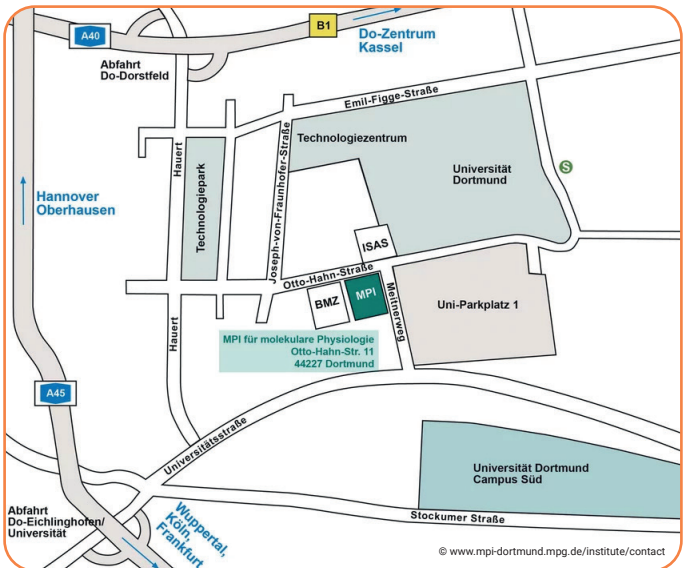 A40
B1
Do-Zentrum
Kassel
Abfahrt
Do-Dorstfeld
Emil-Figge-Straße
Technologiezentrum
Universität
Dortmund
S
Hauert
Technologiepark
Joseph-von-Fraunhofer-Straße
Hannover
Oberhausen
ISAS
Otto-Hahn-Straße
BMZ
MPI
Meitnerweg
Uni-Parkplatz 1
Hauert
MPI für molekulare Physiologie
Otto-Hahn-Str. 11
44227 Dortmund
A45
Universitätsstraße
Universität Dortmund
Campus Süd
Abfahrt
Do-Eichlinghofen/
Universität
Wuppertal,
Köln,
Frankfurt
Stockumer Straße
© www.mpi-dortmund.mpg.de/institute/contact